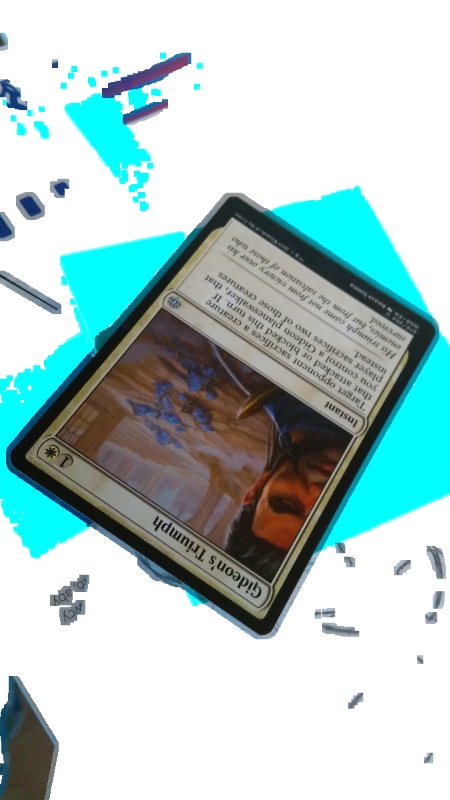 Gideon's Triumph
1
Instant
Target opponent sacrifices a creature
that attacked or blocked this turn. If
you control a Gideon planeswalker, that
player sacrifices two of those creatures
instead.
His triumph came not from victory over his
enemies, but from the salvation of those who